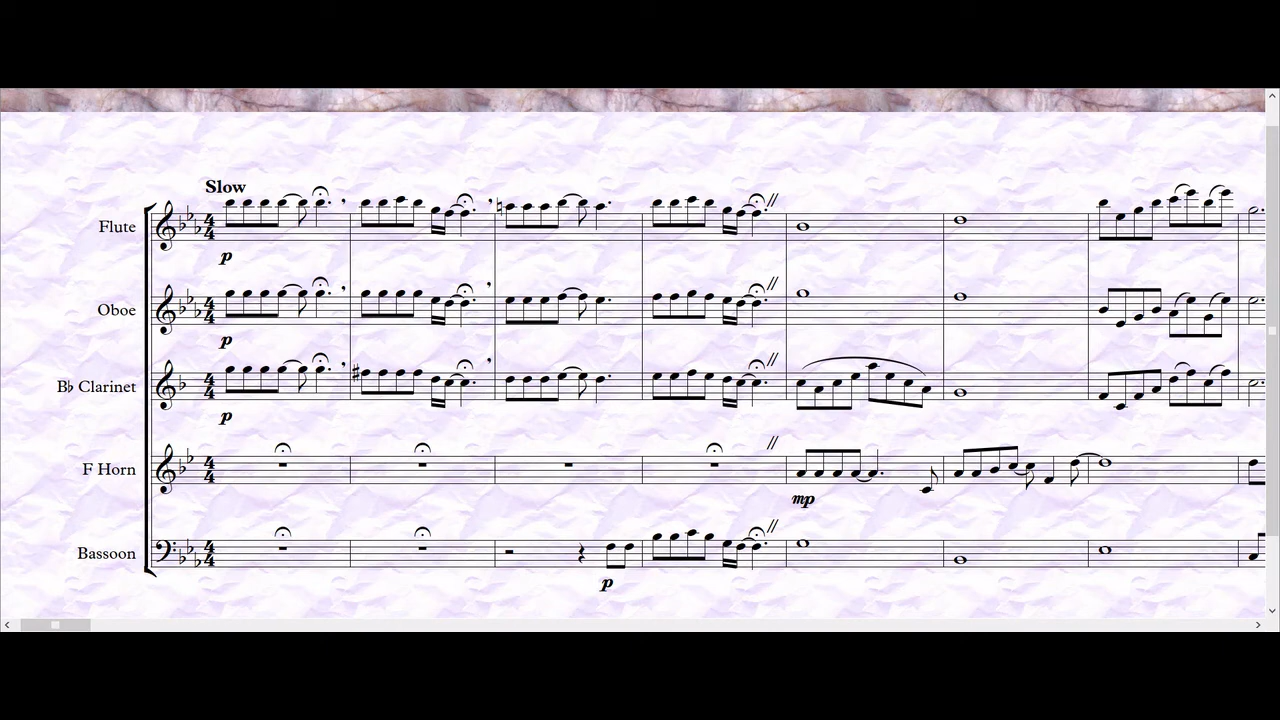 Slow
Flute
p
Oboe
p
B♭ Clarinet
p
F Horn
mp
Bassoon
p